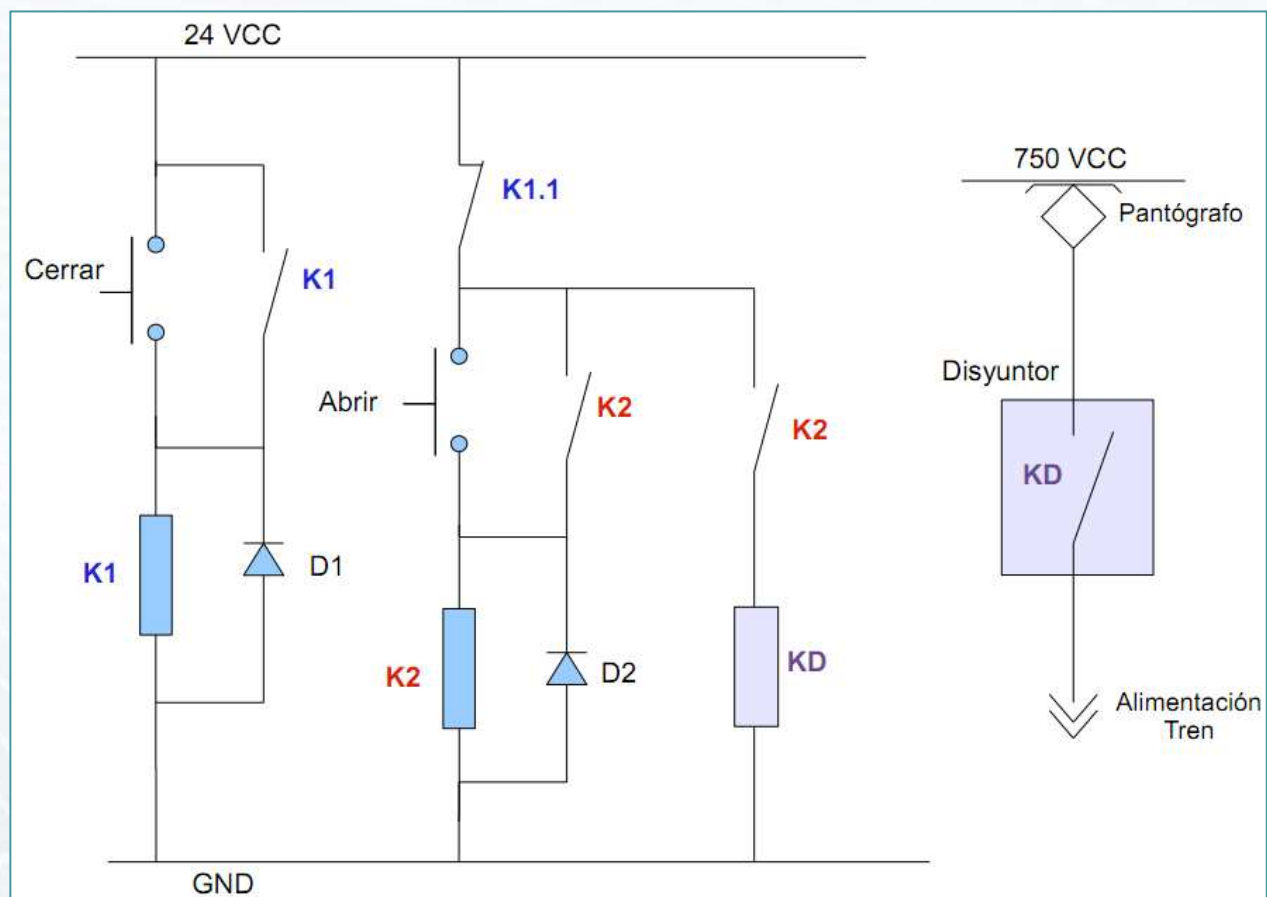 24 VCC
K1.1
750 VCC
Pantógrafo
Cerrar
K1
Disyuntor
Abrir
K2
K2
KD
K1
D1
K2
D2
KD
Alimentación
Tren
GND